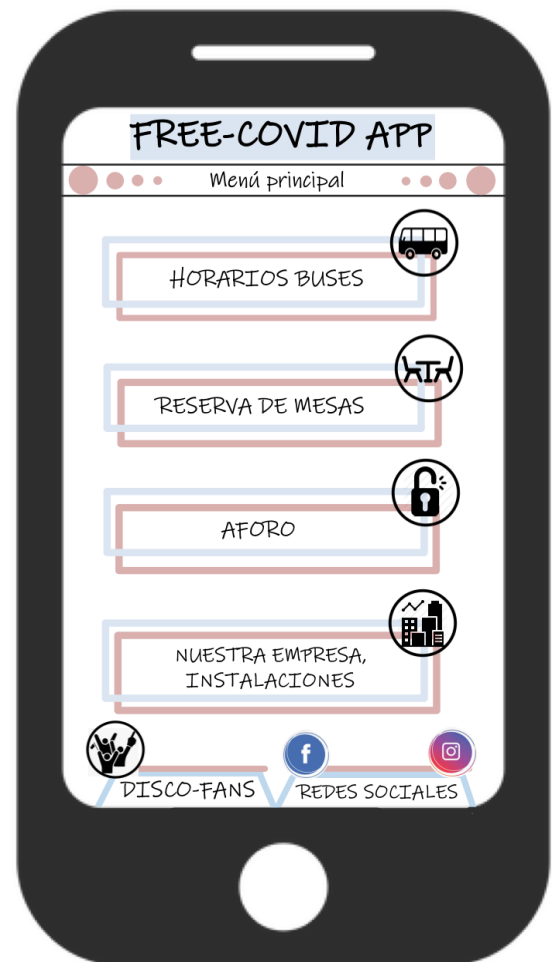 FREE-COVID APP
Menú principal
HORARIOS BUSES
RESERVA DE MESAS
AFORO
NUESTRA EMPRESA,
INSTALACIONES
DISCO-FANS
REDES SOCIALES